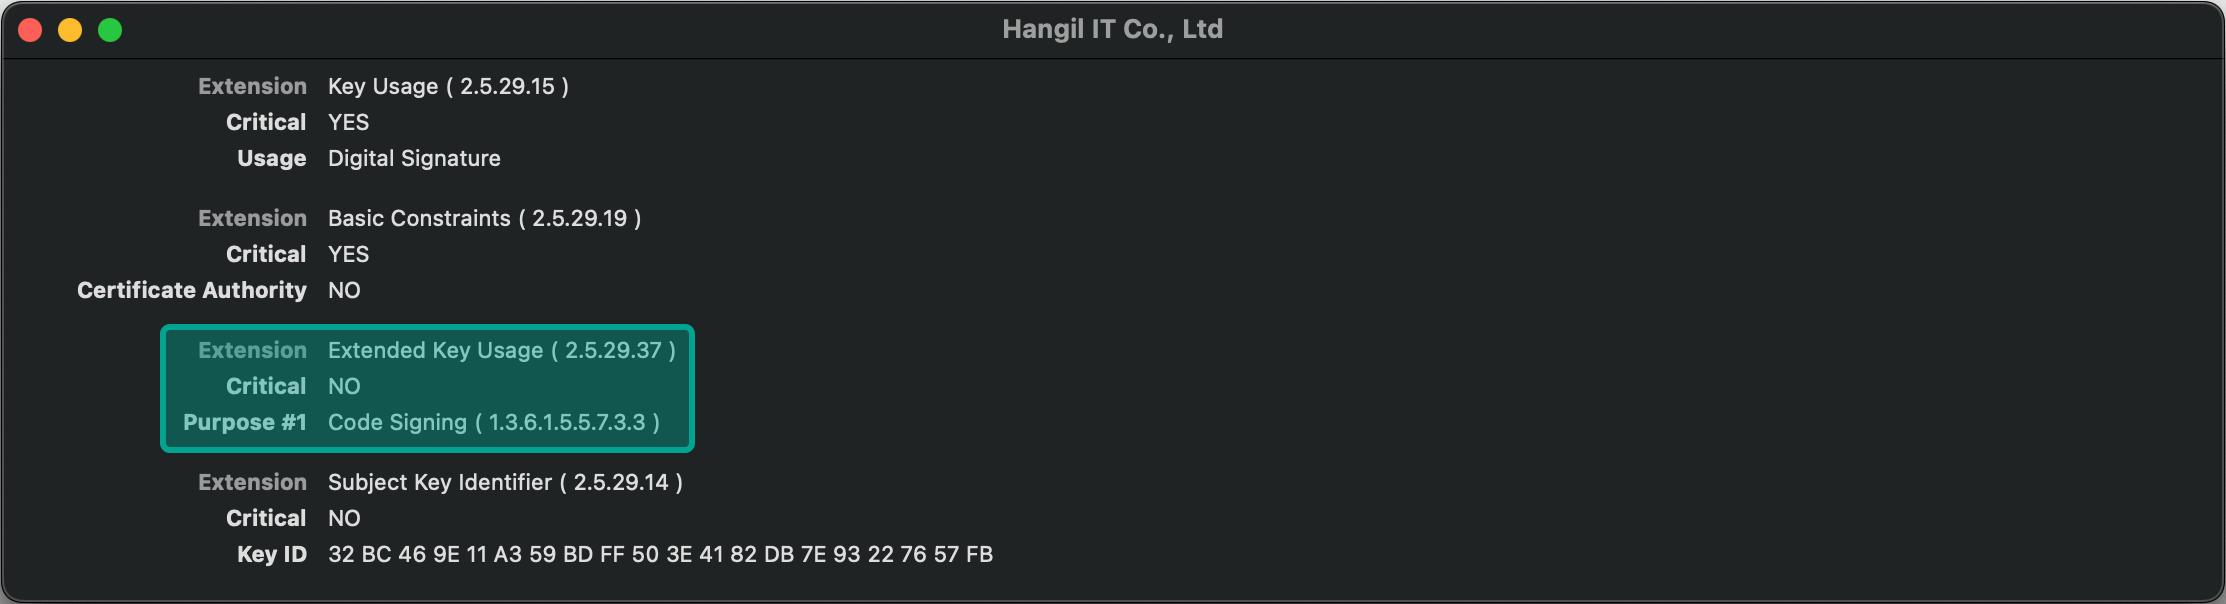 Hangil IT Co., Ltd
Extension Key Usage ( 2.5.29.15 )
Critical YES
Usage Digital Signature
Extension Basic Constraints ( 2.5.29.19 )
Critical YES
Certificate Authority NO
Extension Extended Key Usage ( 2.5.29.37 )
Critical NO
Purpose #1 Code Signing ( 1.3.6.1.5.5.7.3.3 )
Extension Subject Key Identifier ( 2.5.29.14 )
Critical NO
Key ID 32 BC 46 9E 11 A3 59 BD FF 50 3E 41 82 DB 7E 93 22 76 57 FB